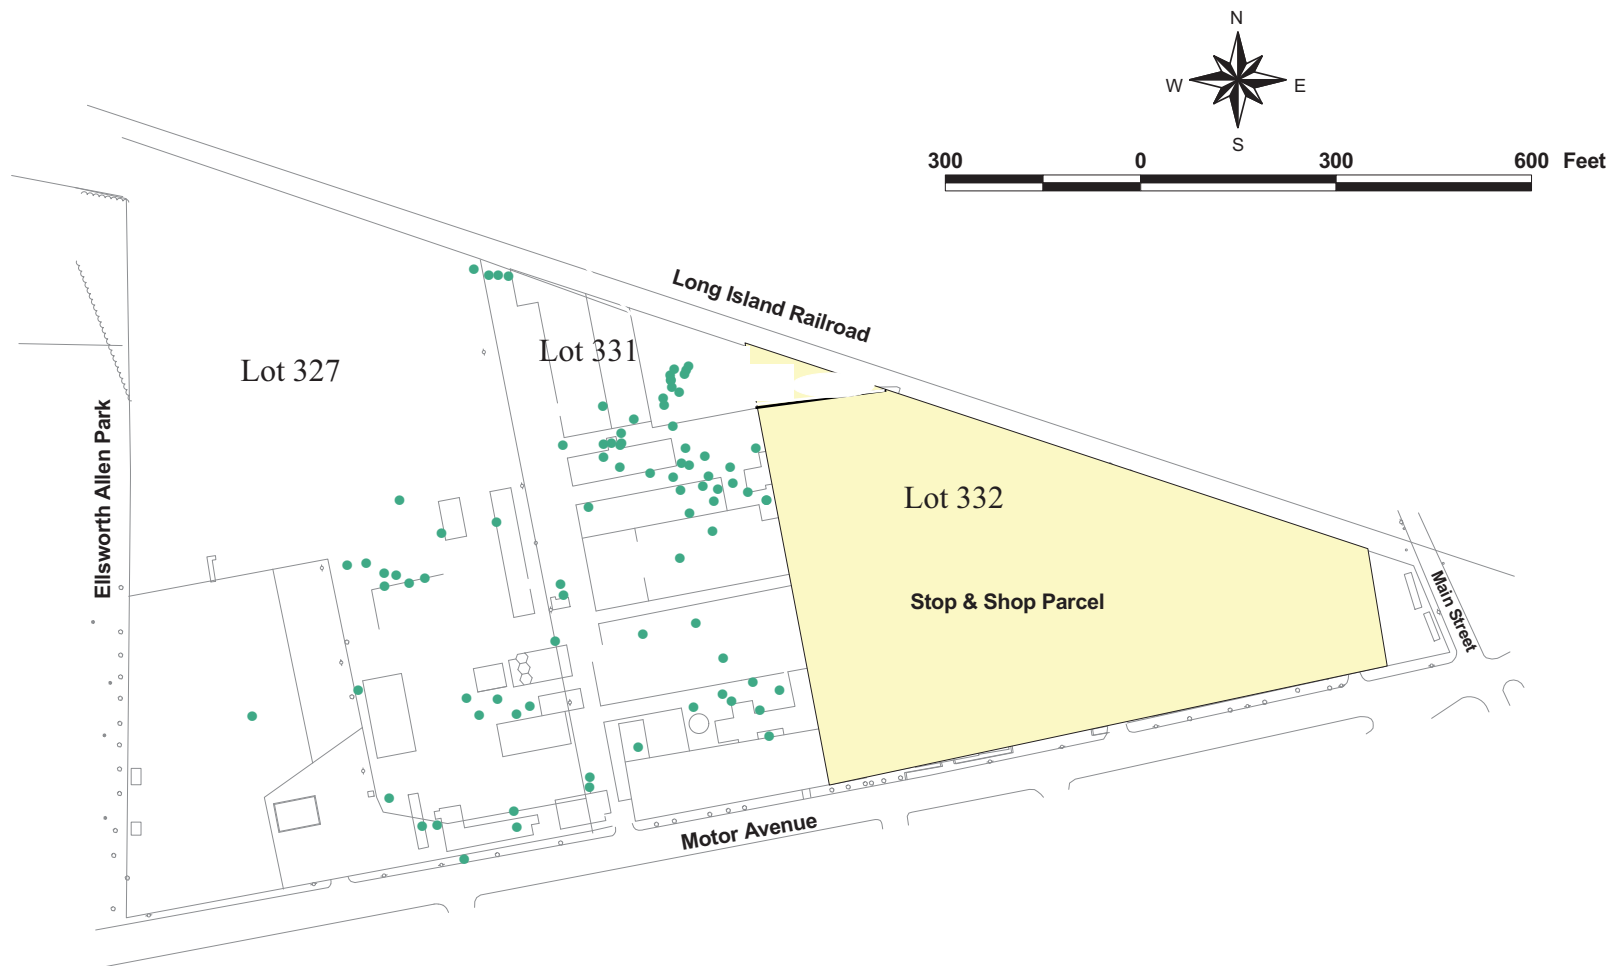 N
W E
S
300 0 300 600 Feet
Long Island Railroad
Lot 331
Lot 327
Ellsworth Allen Park
Lot 332
Stop & Shop Parcel
Main Street
Motor Avenue